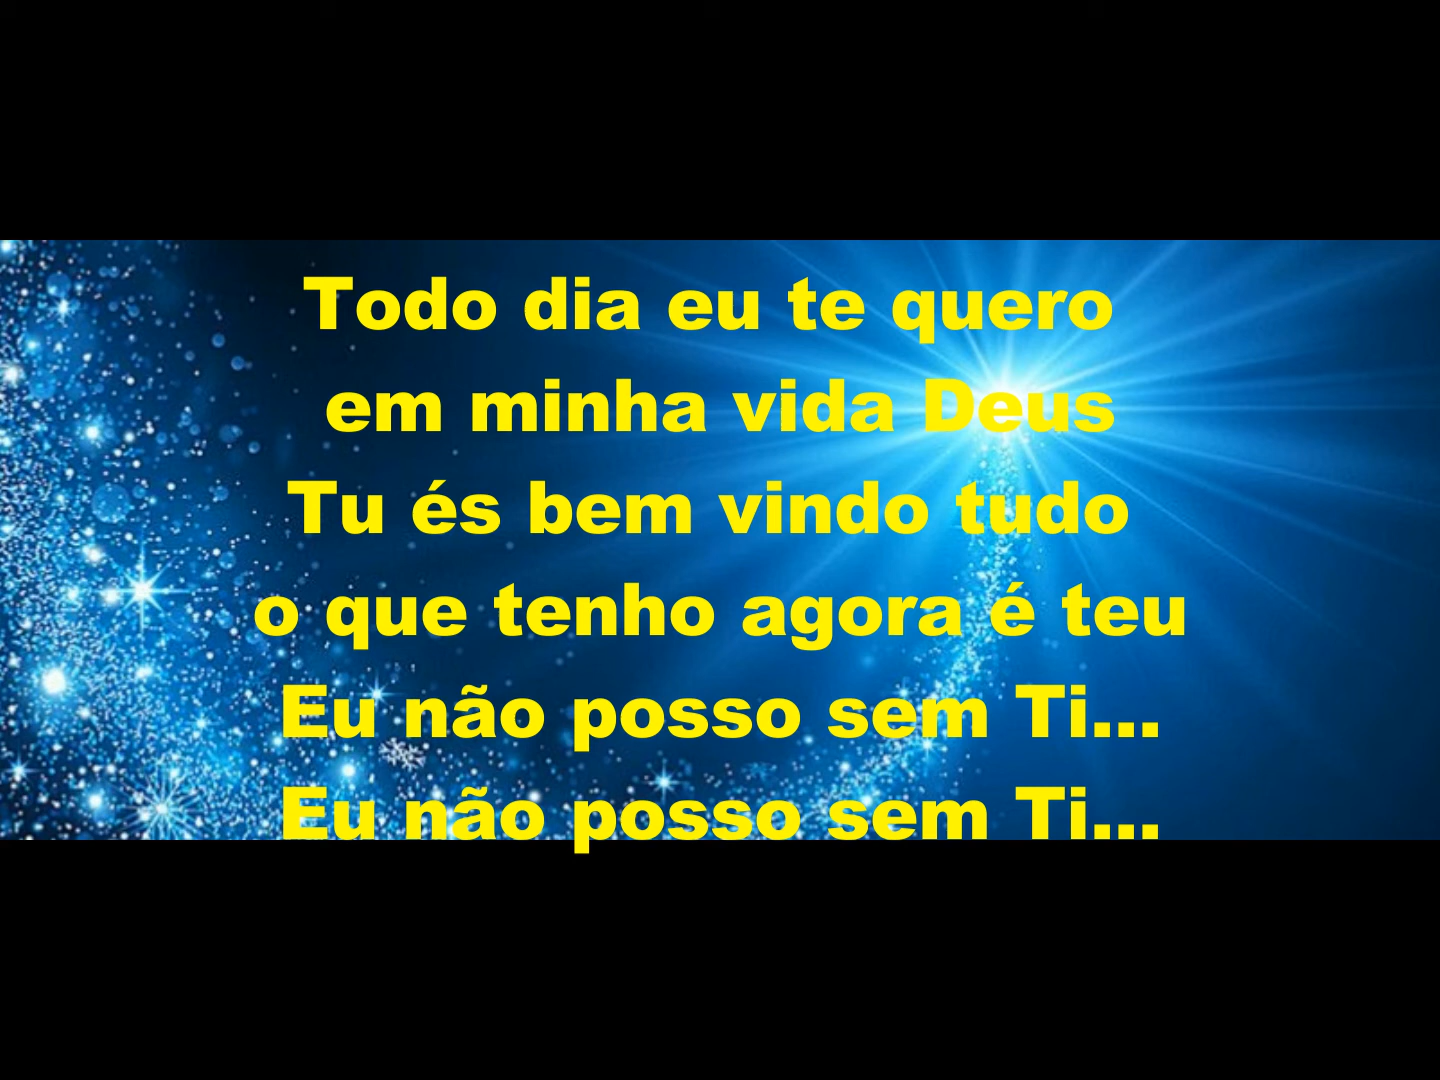 Todo dia eu te quero
em minha vida Deus
Tu és bem vindo tudo
o que tenho agora é teu
Eu não posso sem Ti...
Eu não posso sem Ti...